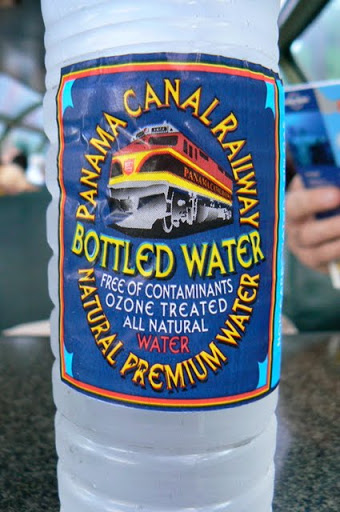 PANAMA CANAL RAILWAY
PANAMA CANAL
BOTTLED WATER
FREE OF CONTAMINANTS
OZONE TREATED
ALL NATURAL
WATER
NATURAL PREMIUM WATER